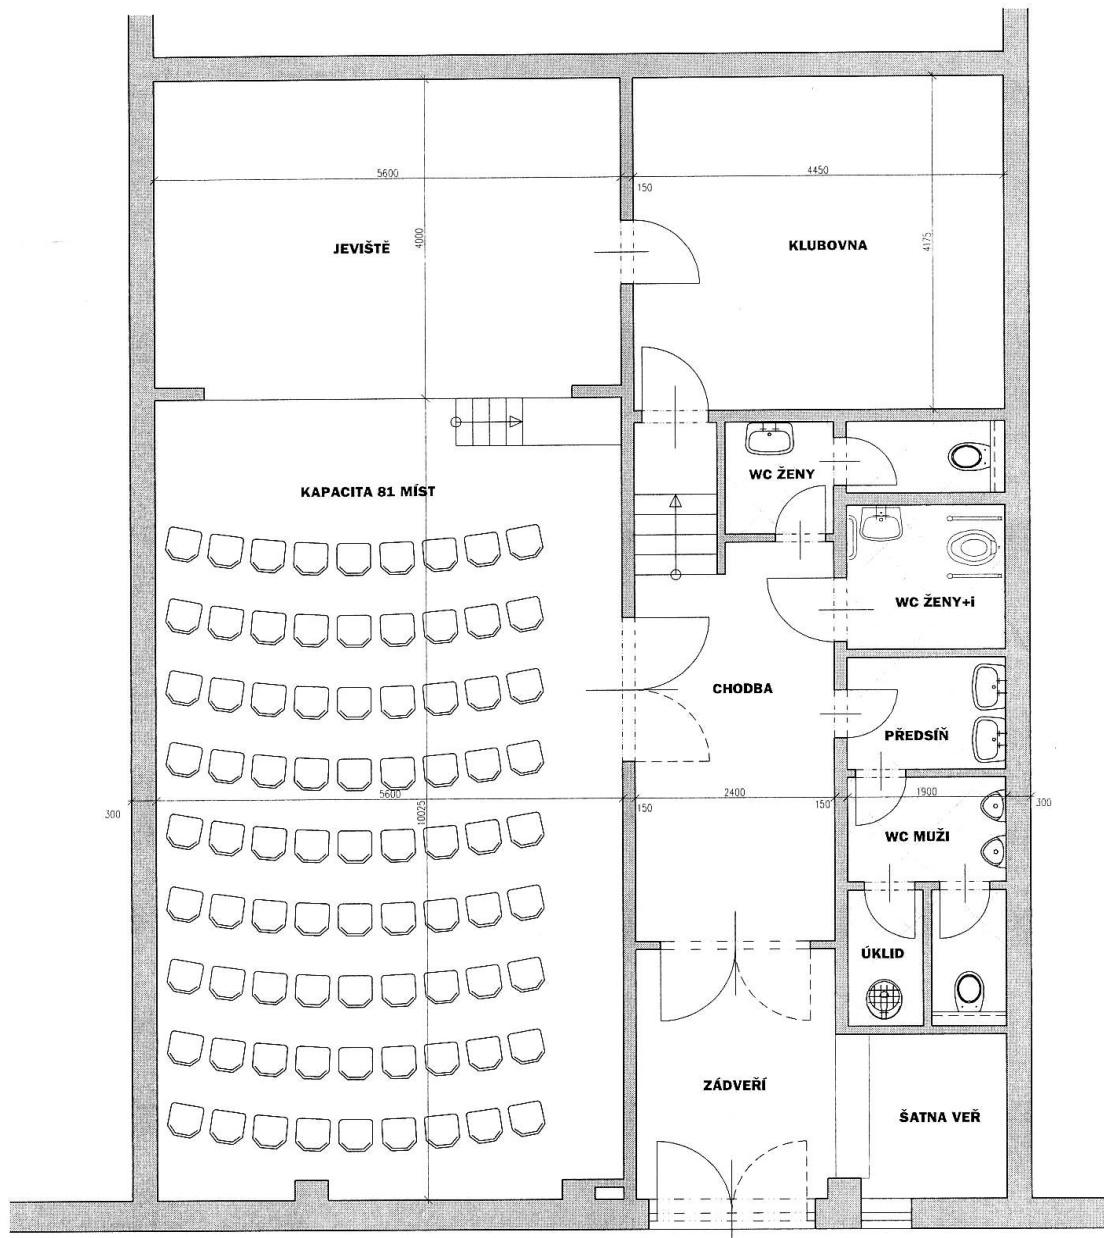 5600
4450
150
4000
JEVIŠTĚ
KLUBOVNA
4175
WC ŽENY
KAPACITA 81 MÍST
WC ŽENY+i
CHODBA
PŘEDSÍŇ
300
5600
10025
150
2400
150
1900
300
WC MUŽI
ÚKLID
ZÁDVEŘÍ
ŠATNA VEŘ